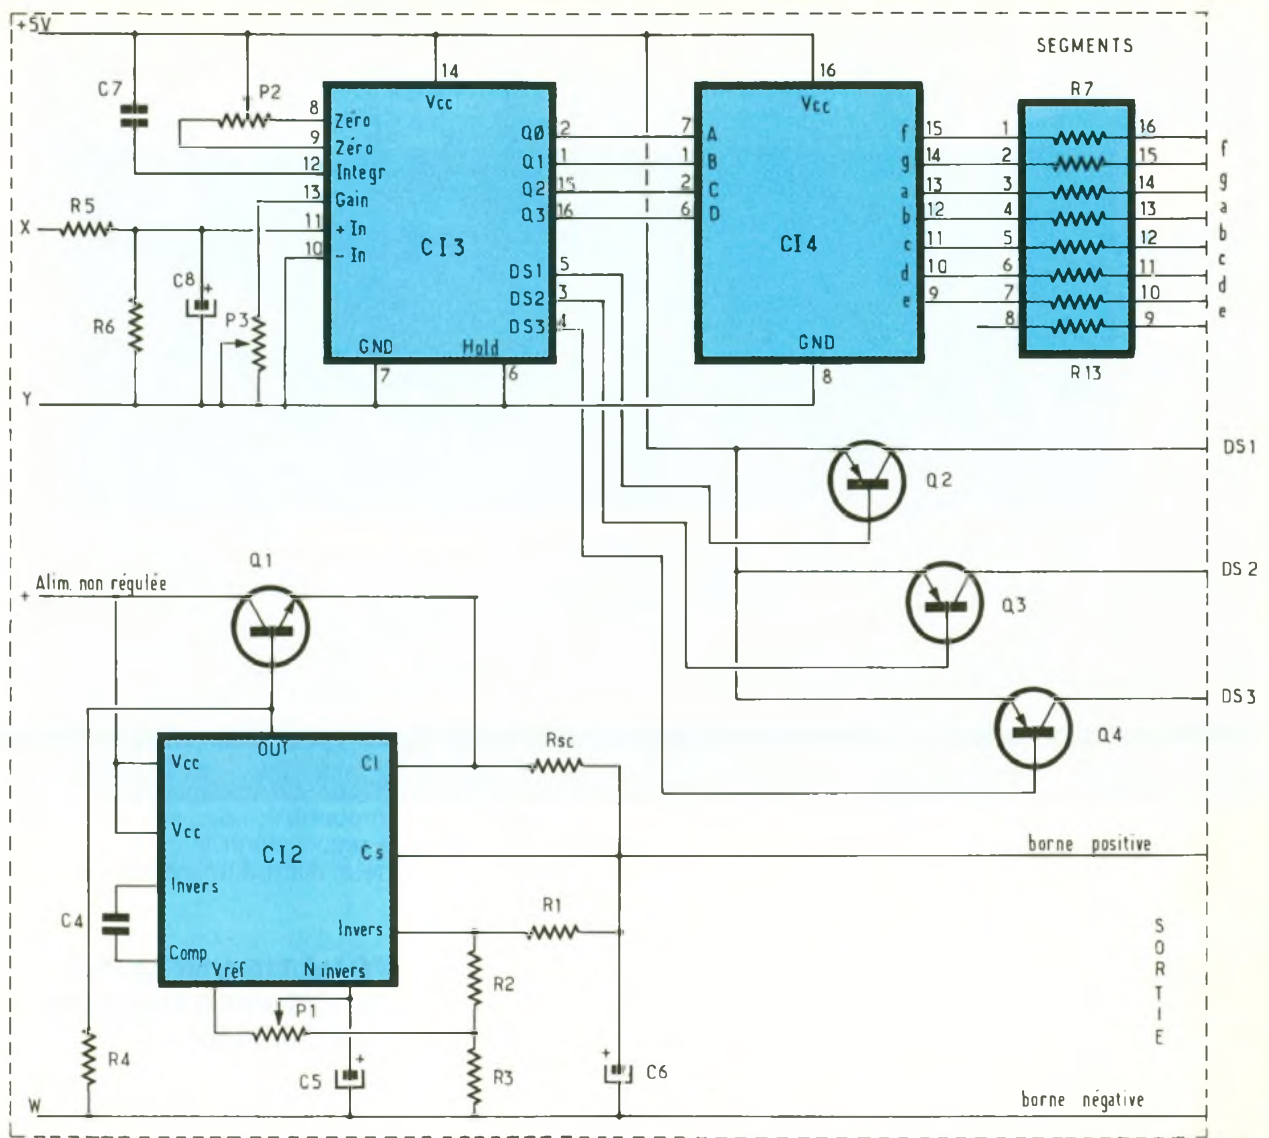 +5V
SEGMENTS
C7
P2
14
Vcc
16
Vcc
R7
8 Zéro
9 Zéro
12 Integr
13 Gain
11 + In
10 - In
QØ 2
Q1 1
Q2 15
Q3 16
DS1 5
DS2 3
DS3 4
CI3
GND
7
Hold
6
7 A
1 B
2 C
6 D
CI4
f 15
g 14
a 13
b 12
c 11
d 10
e 9
GND
8
1 16 f
2 15 g
3 14 a
4 13 b
5 12 c
6 11 d
7 10 e
8 9
R13
X
R5
R6
C8 +
P3
Y
DS1
Q2
DS2
Q3
DS3
Q4
Q1
+ Alim. non régulée
OUT
Vcc
Cl
Rsc
Vcc
CI2
Cs
borne positive
Invers
C4
Comp
Invers
R1
Vréf
N invers
R2
P1
R4
C5 +
R3
+ C6
S
O
R
T
I
E
W
borne négative